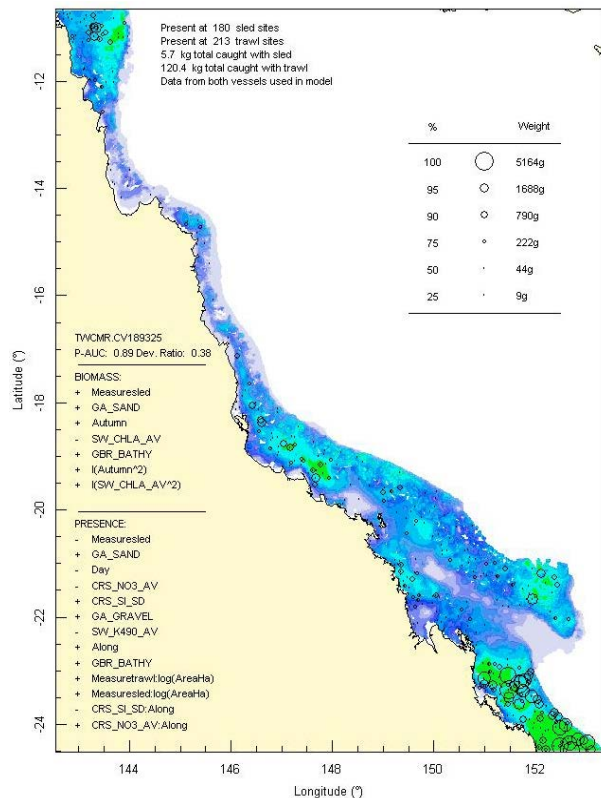 Present at 180 sled sites
Present at 213 trawl sites
5.7 kg total caught with sled
120.4 kg total caught with trawl
Data from both vessels used in model
% Weight
100 5164g
95 1688g
90 790g
75 222g
50 44g
25 9g
TWCMR.CV189325
P-AUC: 0.89 Dev. Ratio: 0.38
BIOMASS:
+ Measuresled
+ GA_SAND
+ Autumn
- SW_CHLA_AV
+ GBR_BATHY
+ I(Autumn^2)
+ I(SW_CHLA_AV^2)
PRESENCE:
- Measuresled
+ GA_SAND
- Day
- CRS_NO3_AV
+ CRS_SI_SD
+ GA_GRAVEL
- SW_K490_AV
+ Along
+ GBR_BATHY
+ Measuretrawl:log(AreaHa)
+ Measuresled:log(AreaHa)
- CRS_SI_SD:Along
+ CRS_NO3_AV:Along
Latitude (°)
-12
-14
-16
-18
-20
-22
-24
144 146 148 150 152
Longitude (°)